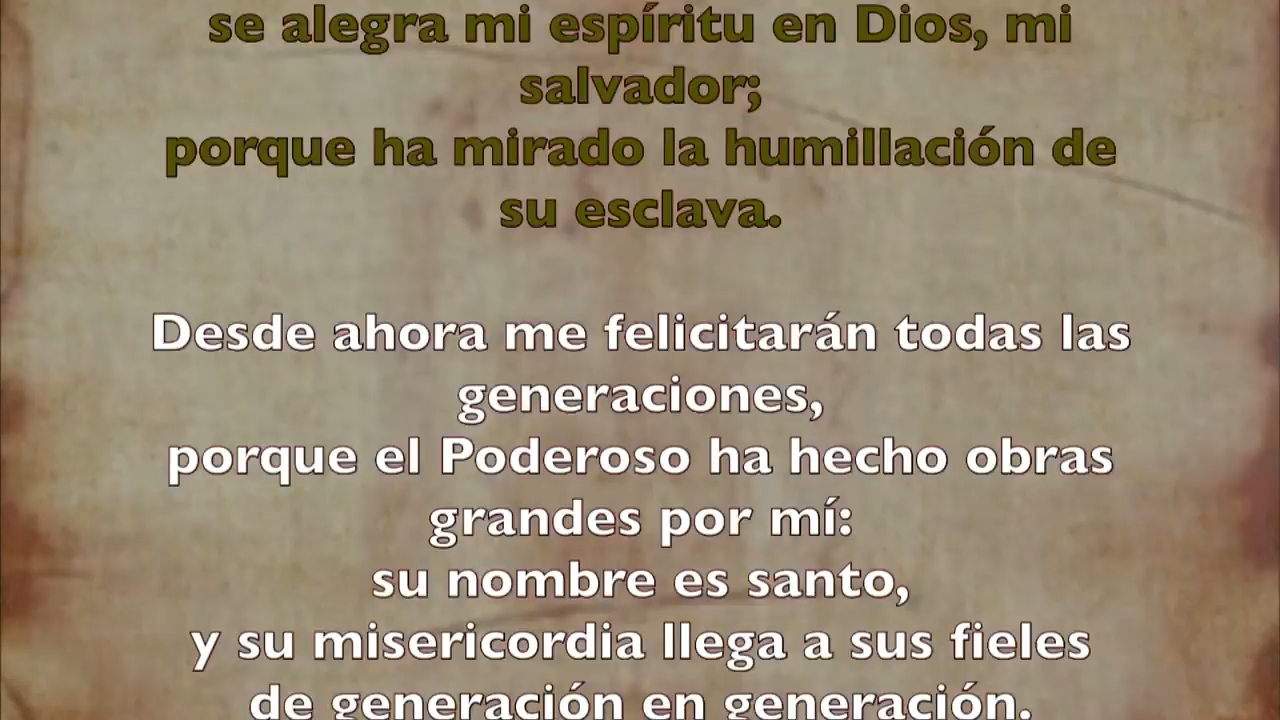 se alegra mi espíritu en Dios, mi
salvador;
porque ha mirado la humillación de
su esclava.
Desde ahora me felicitarán todas las
generaciones,
porque el Poderoso ha hecho obras
grandes por mí:
su nombre es santo,
y su misericordia llega a sus fieles
de generación en generación.